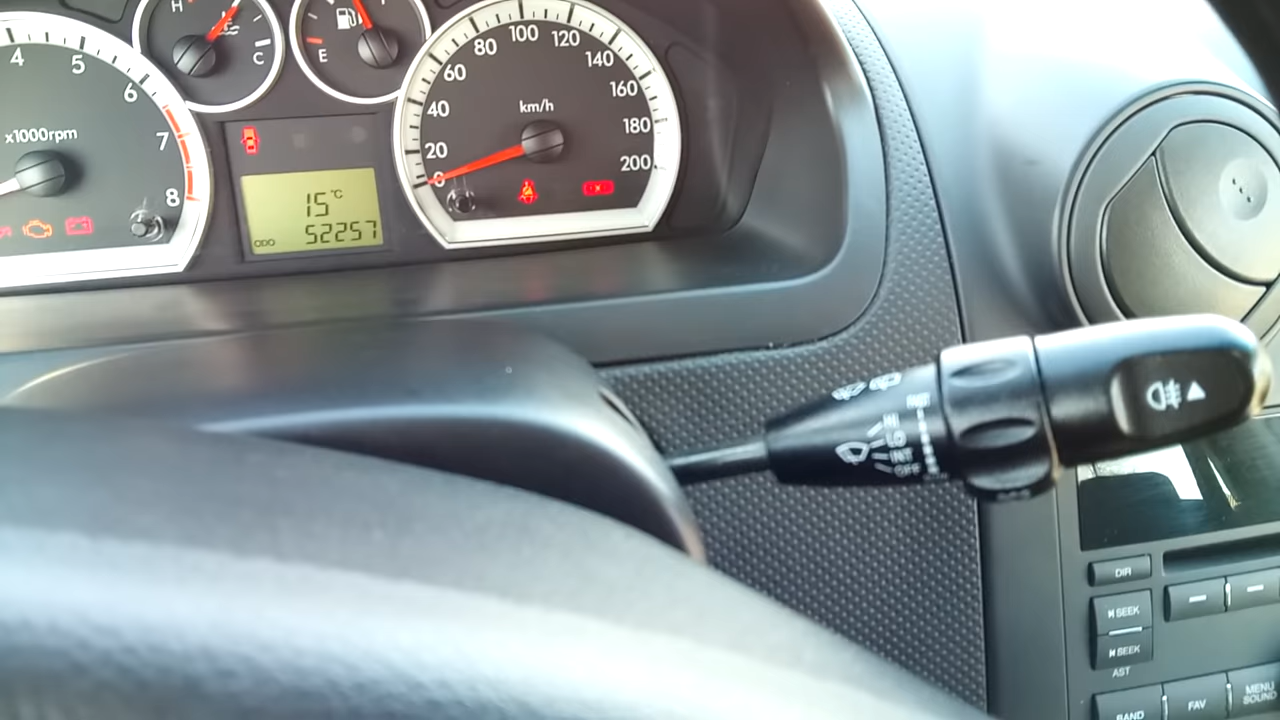 4
5
6
7
8
x1000rpm
H
C
E
15°C
ODO 52257
0
20
40
60
80
100
120
140
160
180
200
km/h
FAST
HI
LO
INT
OFF
DIR
SEEK
SEEK
AST
BAND
FAV
MENU
SOUND